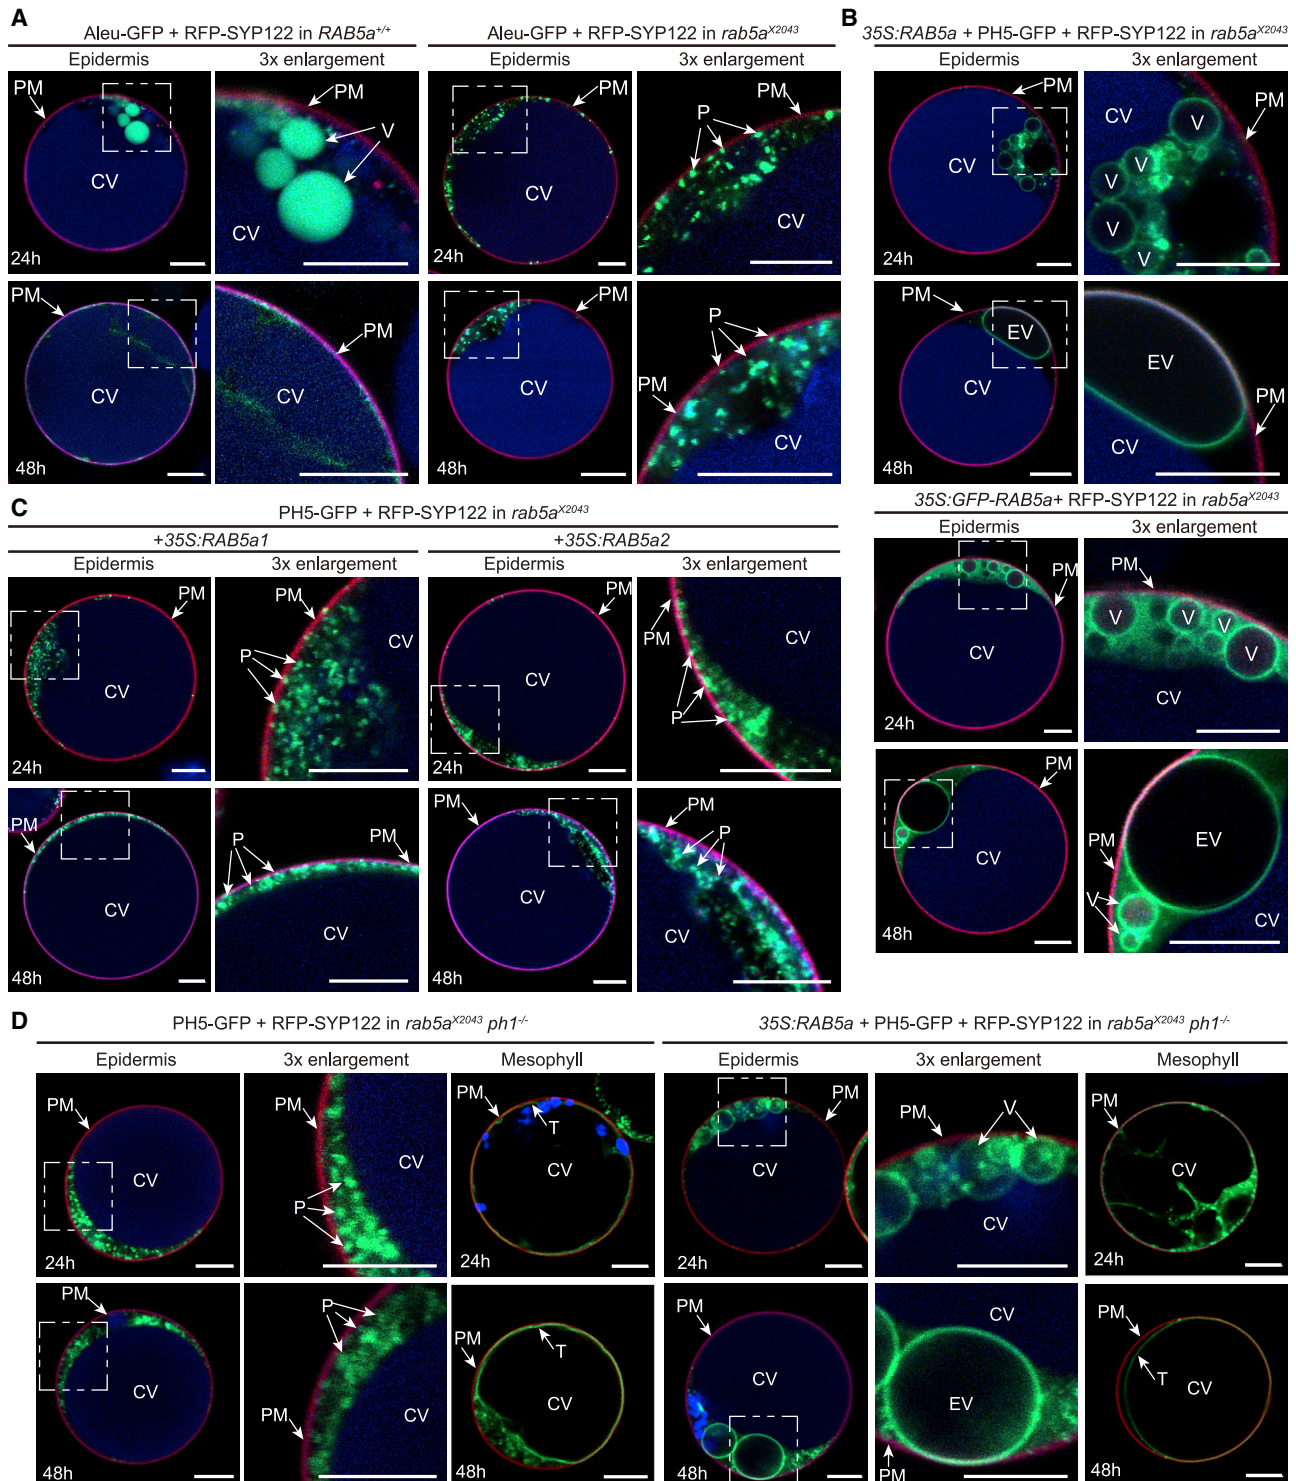 A
Aleu-GFP + RFP-SYP122 in RAB5a+/+
Aleu-GFP + RFP-SYP122 in rab5aX2043
Epidermis
3x enlargement
Epidermis
3x enlargement
PM
CV
24h
PM
V
CV
PM
CV
24h
P
PM
CV
PM
CV
48h
PM
CV
PM
CV
48h
P
PM
CV
B
35S:RAB5a + PH5-GFP + RFP-SYP122 in rab5aX2043
Epidermis
3x enlargement
PM
CV
24h
CV
V
PM
V
V
V
V
PM
EV
CV
48h
EV
PM
CV
35S:GFP-RAB5a+ RFP-SYP122 in rab5aX2043
Epidermis
3x enlargement
PM
CV
24h
PM
V
V
V
V
CV
PM
CV
48h
EV
PM
V
CV
C
PH5-GFP + RFP-SYP122 in rab5aX2043
+35S:RAB5a1
+35S:RAB5a2
Epidermis
3x enlargement
Epidermis
3x enlargement
PM
CV
24h
PM
CV
P
PM
CV
24h
PM
CV
P
PM
CV
48h
P
PM
CV
PM
CV
48h
PM
P
CV
D
PH5-GFP + RFP-SYP122 in rab5aX2043 ph1-/-
35S:RAB5a + PH5-GFP + RFP-SYP122 in rab5aX2043 ph1-/-
Epidermis
3x enlargement
Mesophyll
Epidermis
3x enlargement
Mesophyll
PM
CV
24h
PM
CV
P
PM
T
CV
24h
PM
CV
24h
PM
V
CV
PM
CV
24h
PM
CV
48h
P
PM
CV
PM
T
CV
48h
PM
CV
48h
CV
EV
PM
PM
T
CV
48h